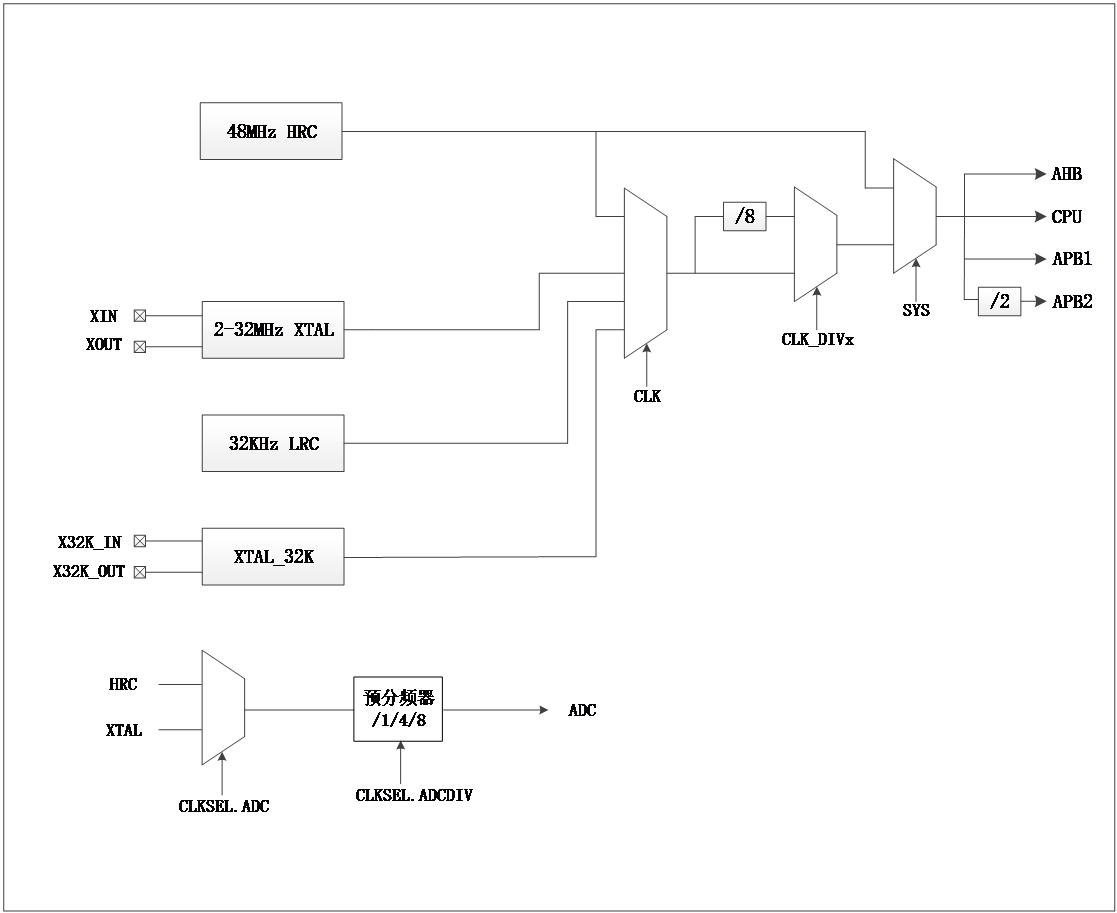 48MHz HRC
/8
AHB
CPU
APB1
/2
APB2
SYS
CLK_DIVx
CLK
XIN
XOUT
2-32MHz XTAL
32KHz LRC
X32K_IN
X32K_OUT
XTAL_32K
HRC
XTAL
CLKSEL.ADC
预分频器
/1/4/8
CLKSEL.ADCDIV
ADC